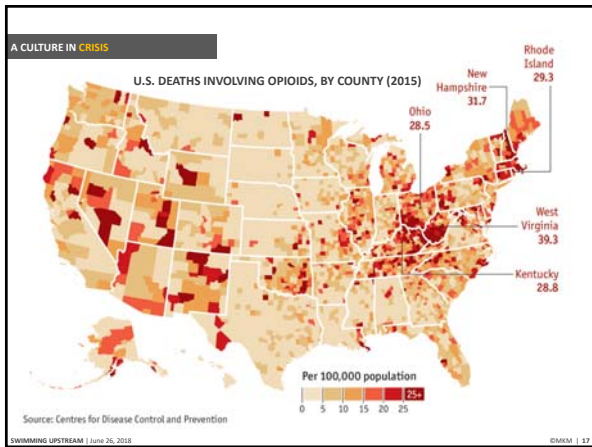 A CULTURE IN CRISIS
U.S. DEATHS INVOLVING OPIOIDS, BY COUNTY (2015)
Rhode
Island
29.3
New
Hampshire
31.7
Ohio
28.5
West
Virginia
39.3
Kentucky
28.8
Per 100,000 population
25+
0 5 10 15 20 25
Source: Centres for Disease Control and Prevention
SWIMMING UPSTREAM | June 26, 2018
©MKM | 17